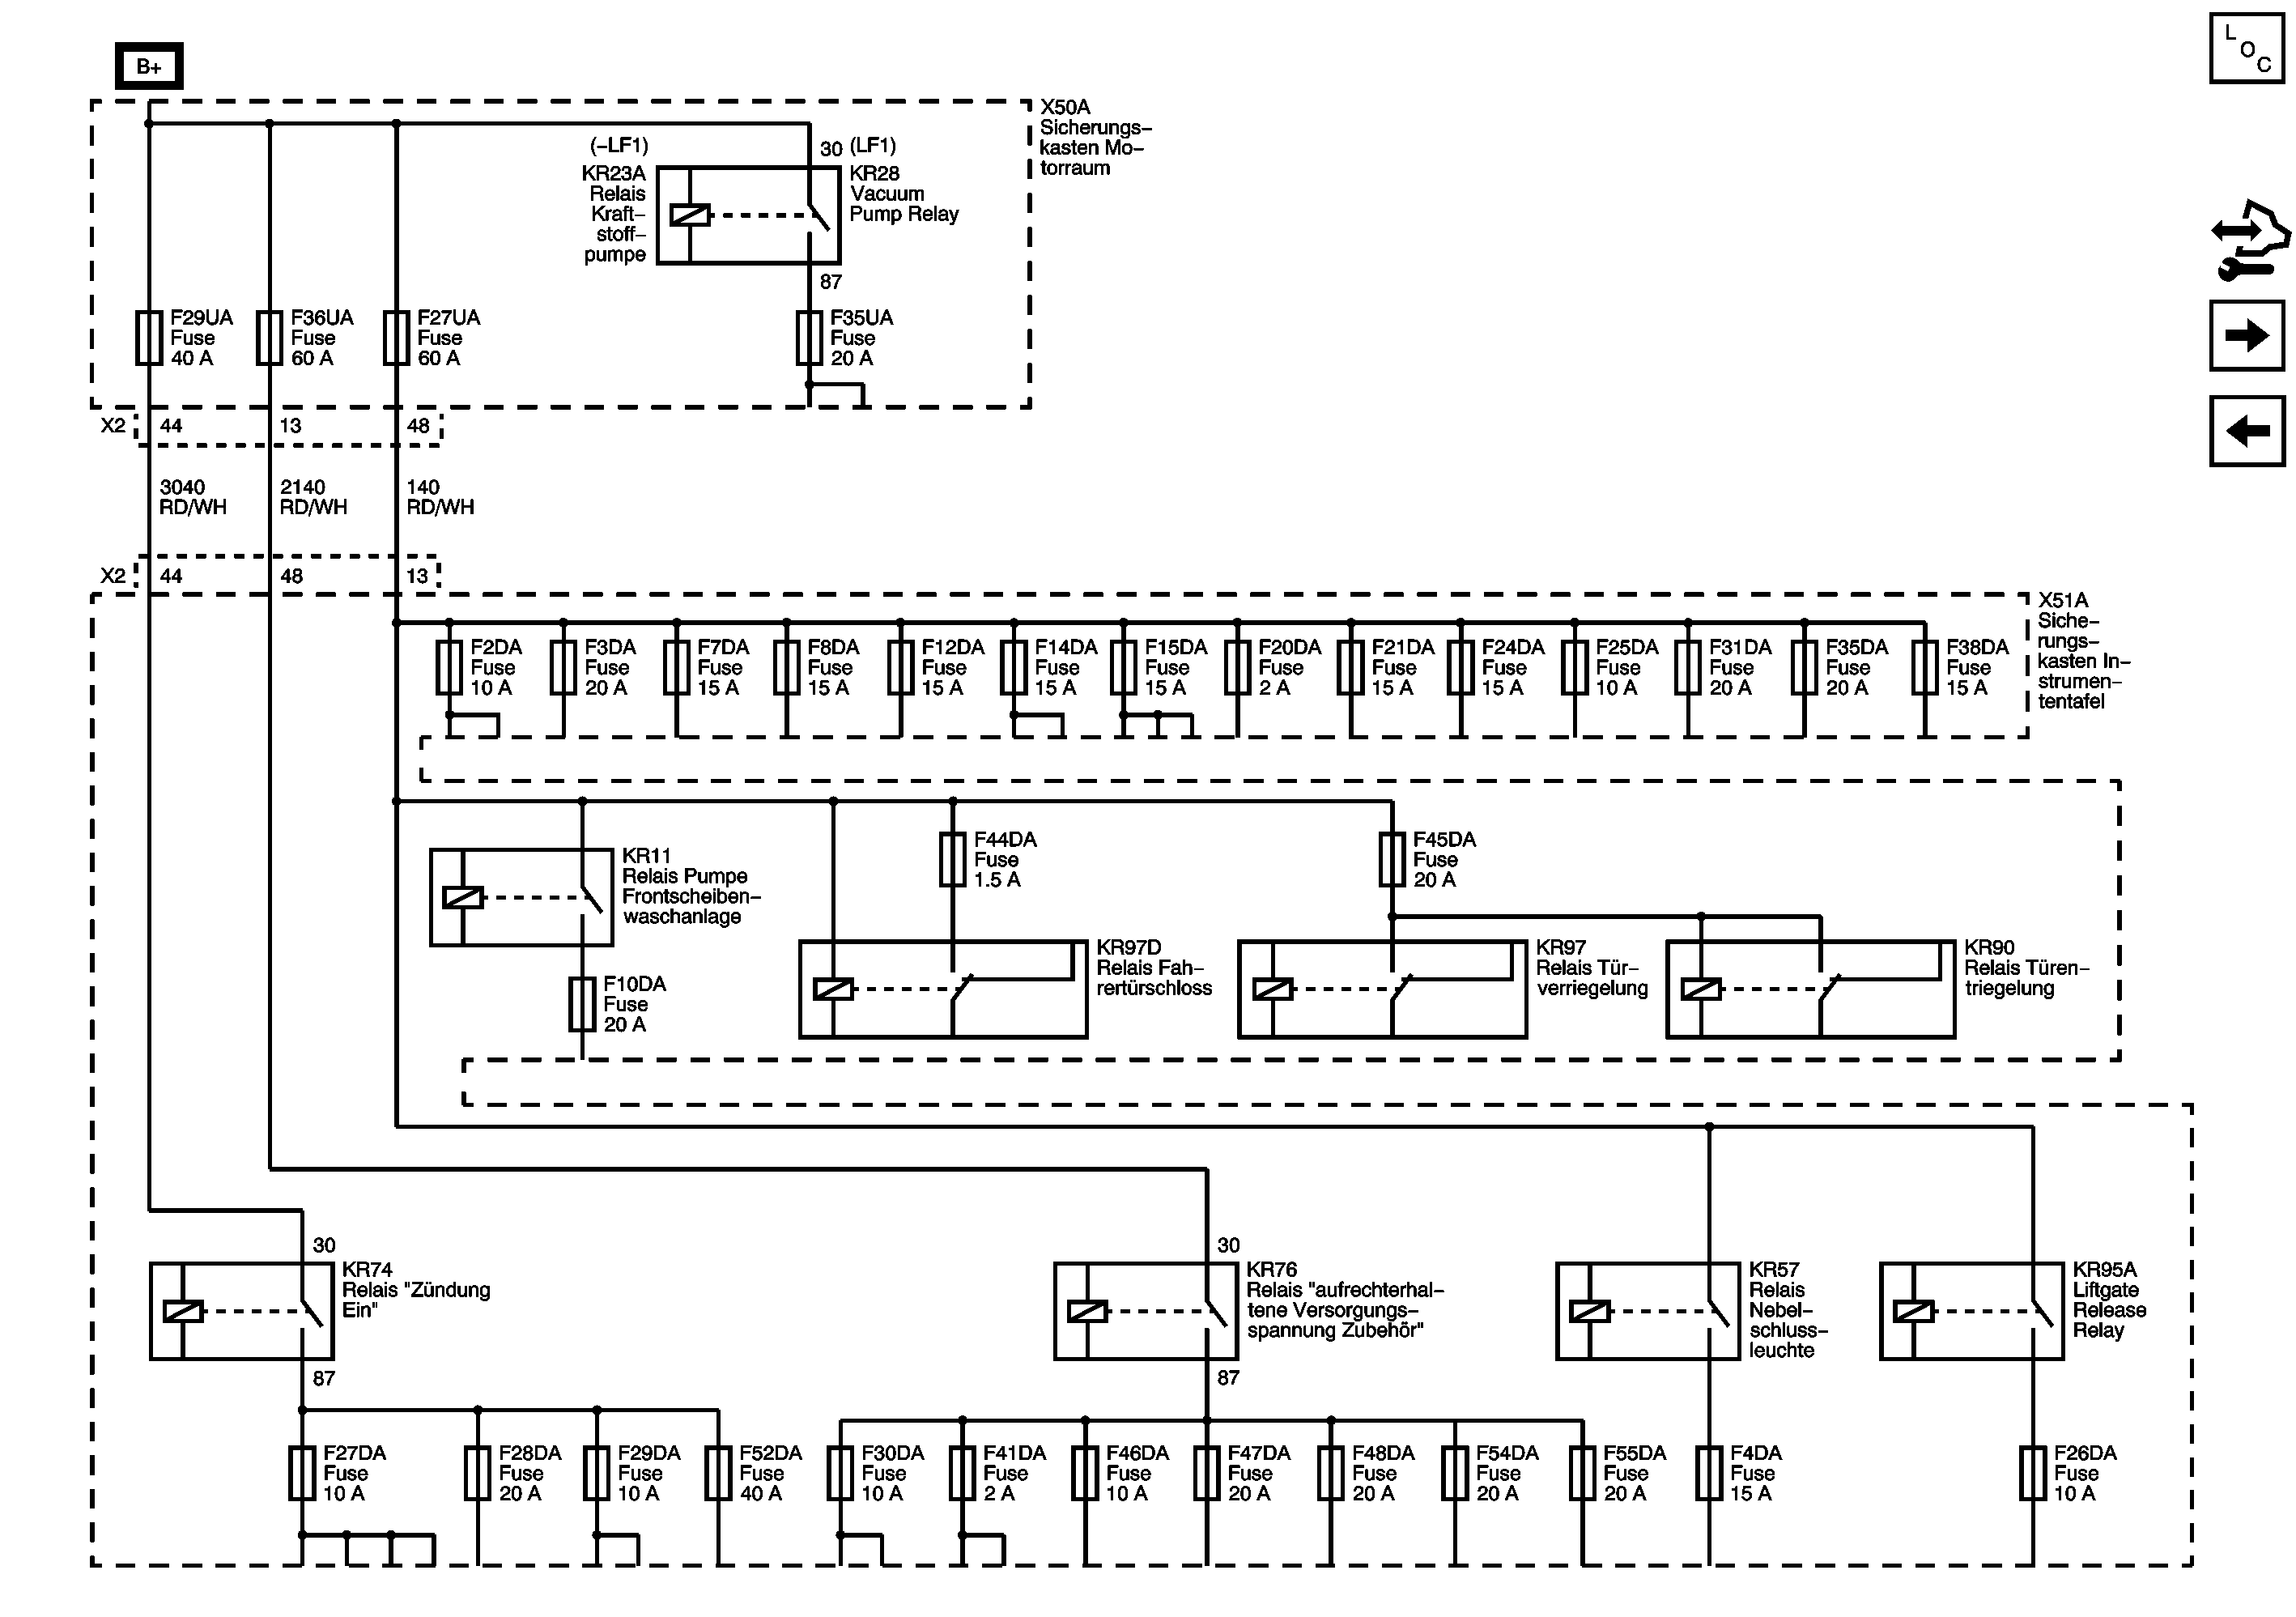 B+
L
O
C
X50A
Sicherungs–
kasten Mo–
torraum
(–LF1)
KR23A
Relais
Kraft–
stoff–
pumpe
30 (LF1)
KR28
Vacuum
Pump Relay
87
F29UA
Fuse
40 A
F36UA
Fuse
60 A
F27UA
Fuse
60 A
F35UA
Fuse
20 A
X2 44 13 48
3040
RD/WH
2140
RD/WH
140
RD/WH
X2 44 48 13
X51A
Siche–
rungs–
kasten In–
strumen–
tentafel
F2DA
Fuse
10 A
F3DA
Fuse
20 A
F7DA
Fuse
15 A
F8DA
Fuse
15 A
F12DA
Fuse
15 A
F14DA
Fuse
15 A
F15DA
Fuse
15 A
F20DA
Fuse
2 A
F21DA
Fuse
15 A
F24DA
Fuse
15 A
F25DA
Fuse
10 A
F31DA
Fuse
20 A
F35DA
Fuse
20 A
F38DA
Fuse
15 A
KR11
Relais Pumpe
Frontscheiben–
waschanlage
F44DA
Fuse
1.5 A
F45DA
Fuse
20 A
F10DA
Fuse
20 A
KR97D
Relais Fah–
rertürschloss
KR97
Relais Tür–
verriegelung
KR90
Relais Türen–
triegelung
30
KR74
Relais "Zündung
Ein"
87
30
KR76
Relais "aufrechterhal–
tene Versorgungs–
spannung Zubehör"
87
KR57
Relais
Nebel–
schluss–
leuchte
KR95A
Liftgate
Release
Relay
F27DA
Fuse
10 A
F28DA
Fuse
20 A
F29DA
Fuse
10 A
F52DA
Fuse
40 A
F30DA
Fuse
10 A
F41DA
Fuse
2 A
F46DA
Fuse
10 A
F47DA
Fuse
20 A
F48DA
Fuse
20 A
F54DA
Fuse
20 A
F55DA
Fuse
20 A
F4DA
Fuse
15 A
F26DA
Fuse
10 A